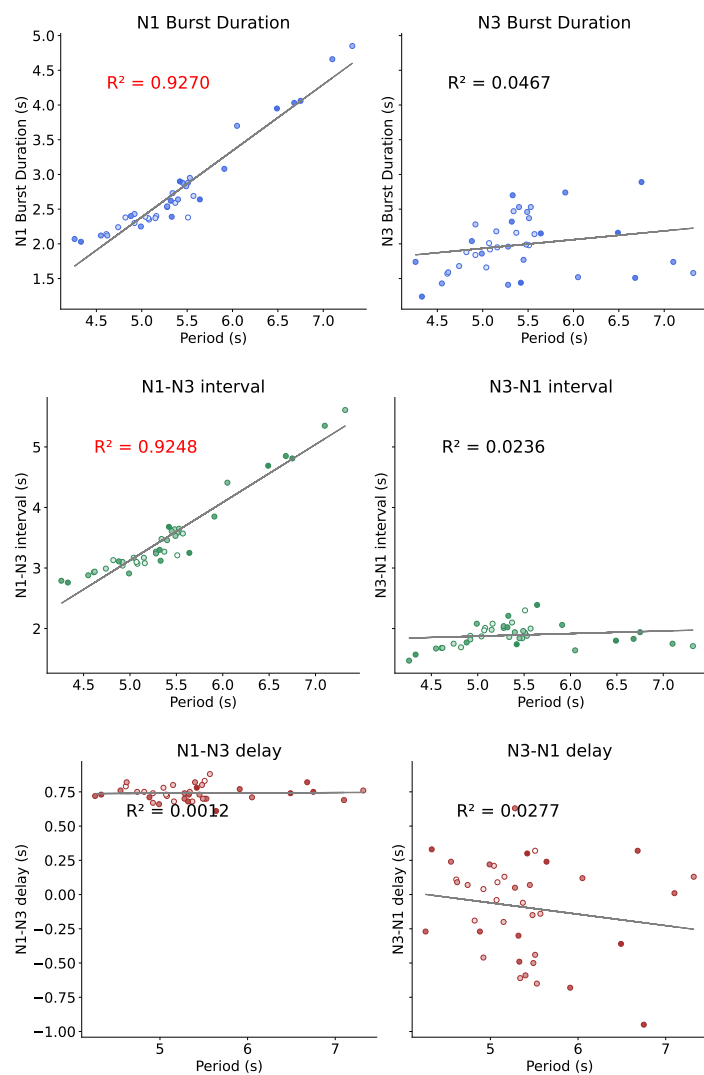 N1 Burst Duration
N3 Burst Duration
R² = 0.9270
R² = 0.0467
N1 Burst Duration (s)
N3 Burst Duration (s)
5.0
4.5
4.0
3.5
3.0
2.5
2.0
1.5
4.5 5.0 5.5 6.0 6.5 7.0
4.5 5.0 5.5 6.0 6.5 7.0
Period (s)
Period (s)
N1-N3 interval
N3-N1 interval
R² = 0.9248
R² = 0.0236
N1-N3 interval (s)
N3-N1 interval (s)
5
4
3
2
4.5 5.0 5.5 6.0 6.5 7.0
4.5 5.0 5.5 6.0 6.5 7.0
Period (s)
Period (s)
N1-N3 delay
N3-N1 delay
R² = 0.0012
R² = 0.0277
N1-N3 delay (s)
N3-N1 delay (s)
0.75
0.50
0.25
0.00
−0.25
−0.50
−0.75
−1.00
5 6 7
5 6 7
Period (s)
Period (s)